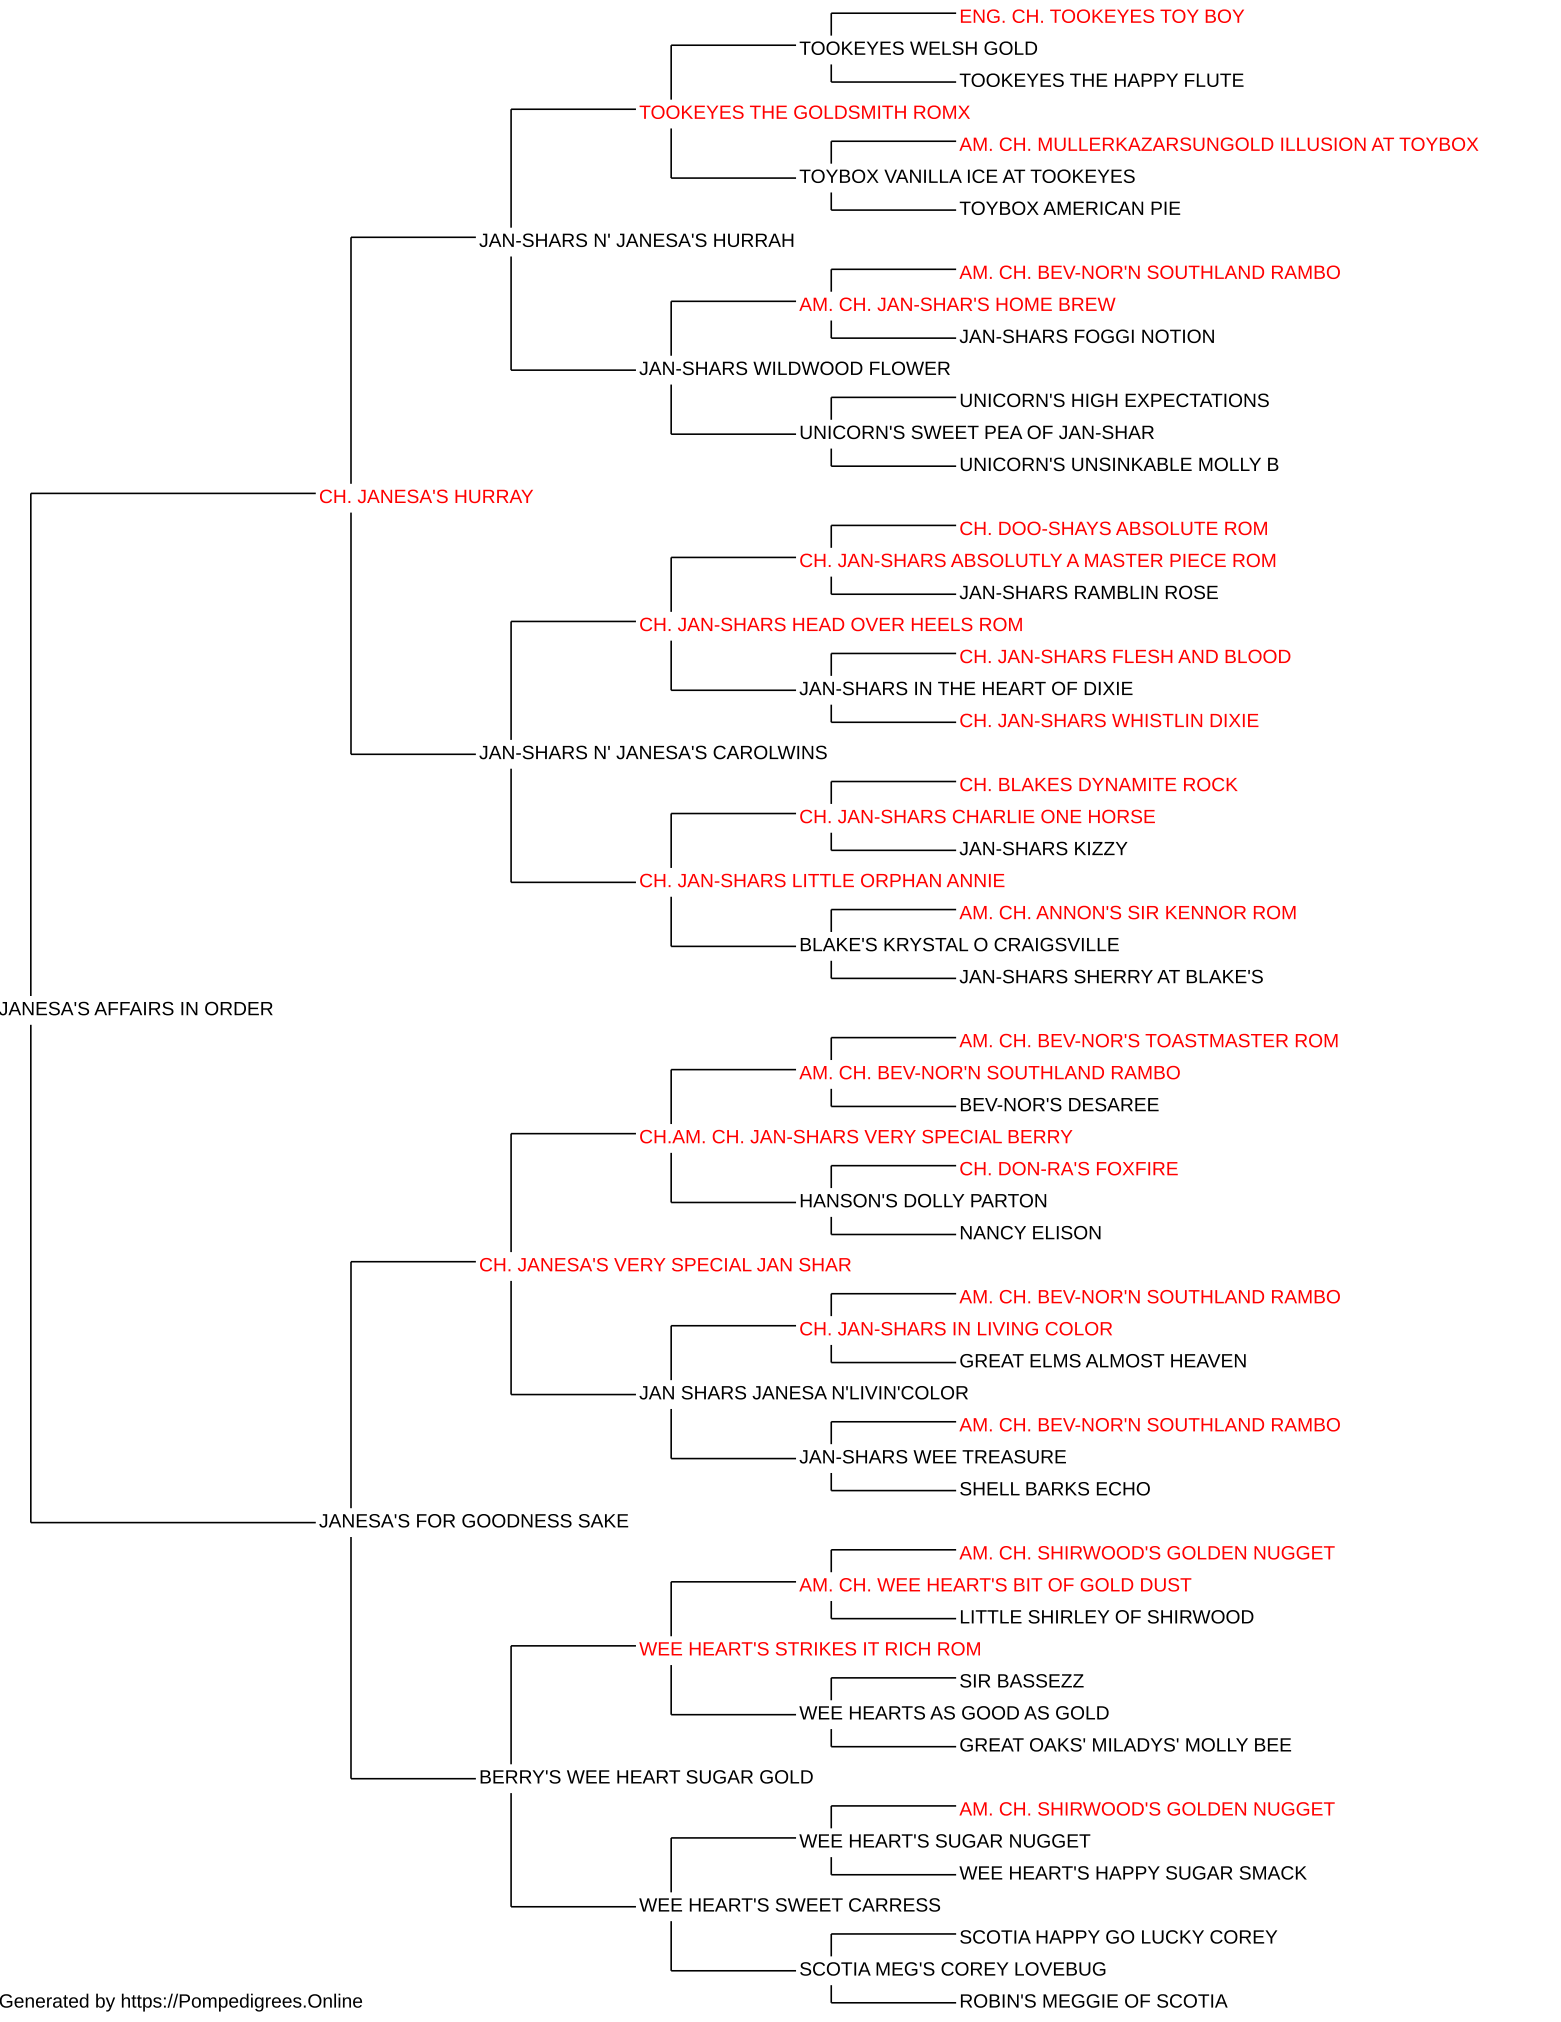 ENG. CH. TOOKEYES TOY BOY
TOOKEYES WELSH GOLD
TOOKEYES THE HAPPY FLUTE
TOOKEYES THE GOLDSMITH ROMX
AM. CH. MULLERKAZARSUNGOLD ILLUSION AT TOYBOX
TOYBOX VANILLA ICE AT TOOKEYES
TOYBOX AMERICAN PIE
JAN-SHARS N' JANESA'S HURRAH
AM. CH. BEV-NOR'N SOUTHLAND RAMBO
AM. CH. JAN-SHAR'S HOME BREW
JAN-SHARS FOGGI NOTION
JAN-SHARS WILDWOOD FLOWER
UNICORN'S HIGH EXPECTATIONS
UNICORN'S SWEET PEA OF JAN-SHAR
UNICORN'S UNSINKABLE MOLLY B
CH. JANESA'S HURRAY
CH. DOO-SHAYS ABSOLUTE ROM
CH. JAN-SHARS ABSOLUTLY A MASTER PIECE ROM
JAN-SHARS RAMBLIN ROSE
CH. JAN-SHARS HEAD OVER HEELS ROM
CH. JAN-SHARS FLESH AND BLOOD
JAN-SHARS IN THE HEART OF DIXIE
CH. JAN-SHARS WHISTLIN DIXIE
JAN-SHARS N' JANESA'S CAROLWINS
CH. BLAKES DYNAMITE ROCK
CH. JAN-SHARS CHARLIE ONE HORSE
JAN-SHARS KIZZY
CH. JAN-SHARS LITTLE ORPHAN ANNIE
AM. CH. ANNON'S SIR KENNOR ROM
BLAKE'S KRYSTAL O CRAIGSVILLE
JAN-SHARS SHERRY AT BLAKE'S
JANESA'S AFFAIRS IN ORDER
AM. CH. BEV-NOR'S TOASTMASTER ROM
AM. CH. BEV-NOR'N SOUTHLAND RAMBO
BEV-NOR'S DESAREE
CH.AM. CH. JAN-SHARS VERY SPECIAL BERRY
CH. DON-RA'S FOXFIRE
HANSON'S DOLLY PARTON
NANCY ELISON
CH. JANESA'S VERY SPECIAL JAN SHAR
AM. CH. BEV-NOR'N SOUTHLAND RAMBO
CH. JAN-SHARS IN LIVING COLOR
GREAT ELMS ALMOST HEAVEN
JAN SHARS JANESA N'LIVIN'COLOR
AM. CH. BEV-NOR'N SOUTHLAND RAMBO
JAN-SHARS WEE TREASURE
SHELL BARKS ECHO
JANESA'S FOR GOODNESS SAKE
AM. CH. SHIRWOOD'S GOLDEN NUGGET
AM. CH. WEE HEART'S BIT OF GOLD DUST
LITTLE SHIRLEY OF SHIRWOOD
WEE HEART'S STRIKES IT RICH ROM
SIR BASSEZZ
WEE HEARTS AS GOOD AS GOLD
GREAT OAKS' MILADYS' MOLLY BEE
BERRY'S WEE HEART SUGAR GOLD
AM. CH. SHIRWOOD'S GOLDEN NUGGET
WEE HEART'S SUGAR NUGGET
WEE HEART'S HAPPY SUGAR SMACK
WEE HEART'S SWEET CARRESS
SCOTIA HAPPY GO LUCKY COREY
SCOTIA MEG'S COREY LOVEBUG
ROBIN'S MEGGIE OF SCOTIA
Generated by https://Pompedigrees.Online